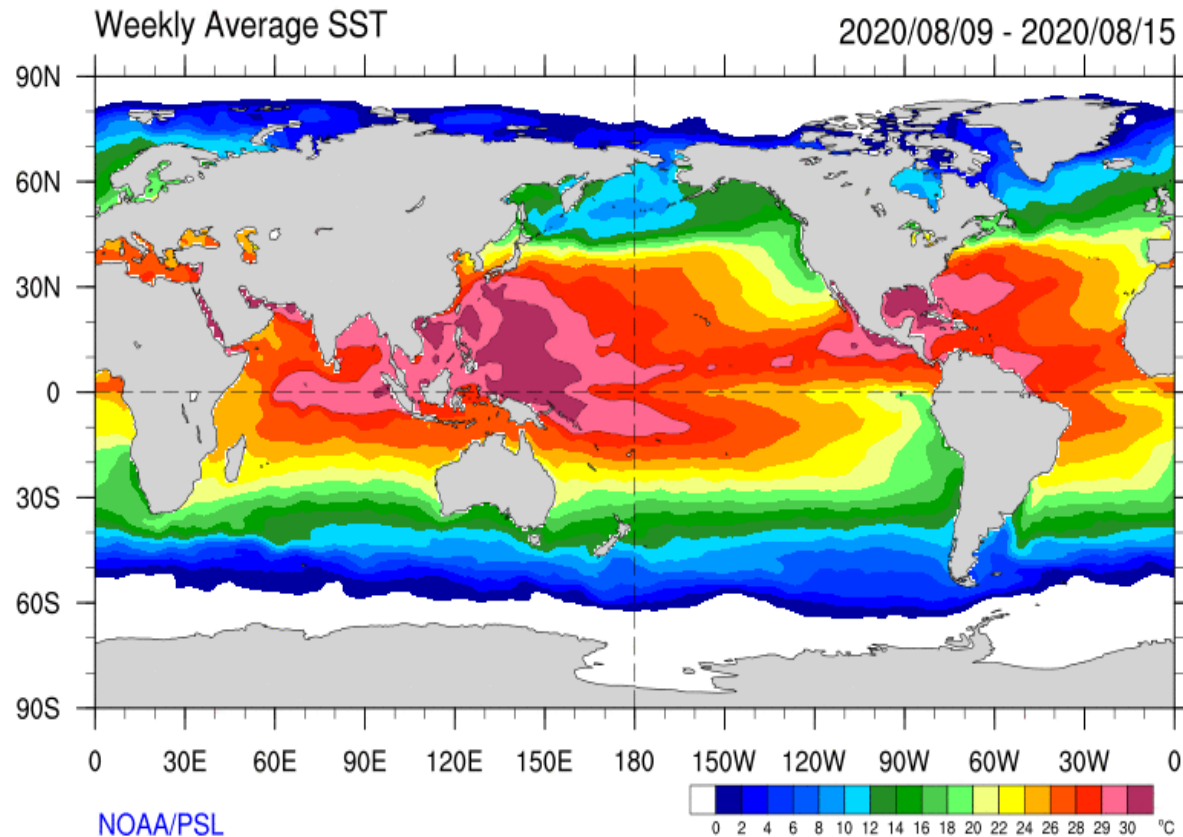 Weekly Average SST 2020/08/09 - 2020/08/15
90N
60N
30N
0
30S
60S
90S
0 30E 60E 90E 120E 150E 180 150W 120W 90W 60W 30W 0
0 2 4 6 8 10 12 14 16 18 20 22 24 26 28 29 30 °C
NOAA/PSL